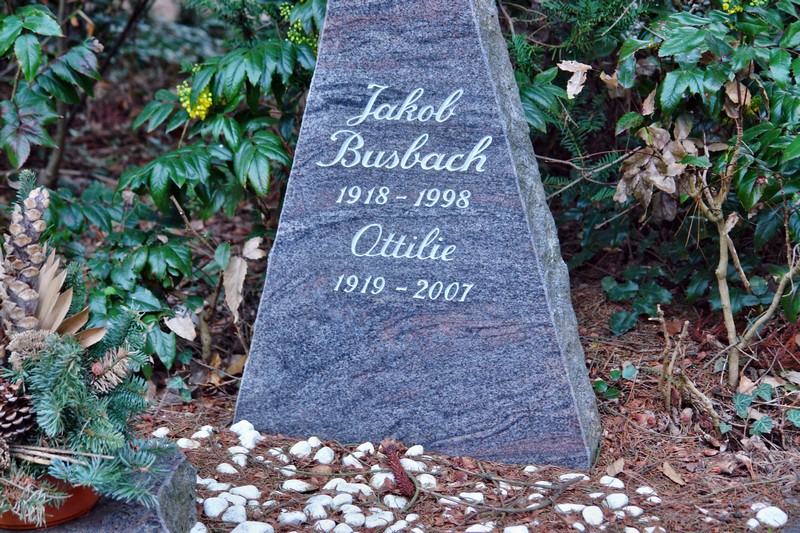 Jakob
Busbach
1918 - 1998
Ottilie
1919 - 2007